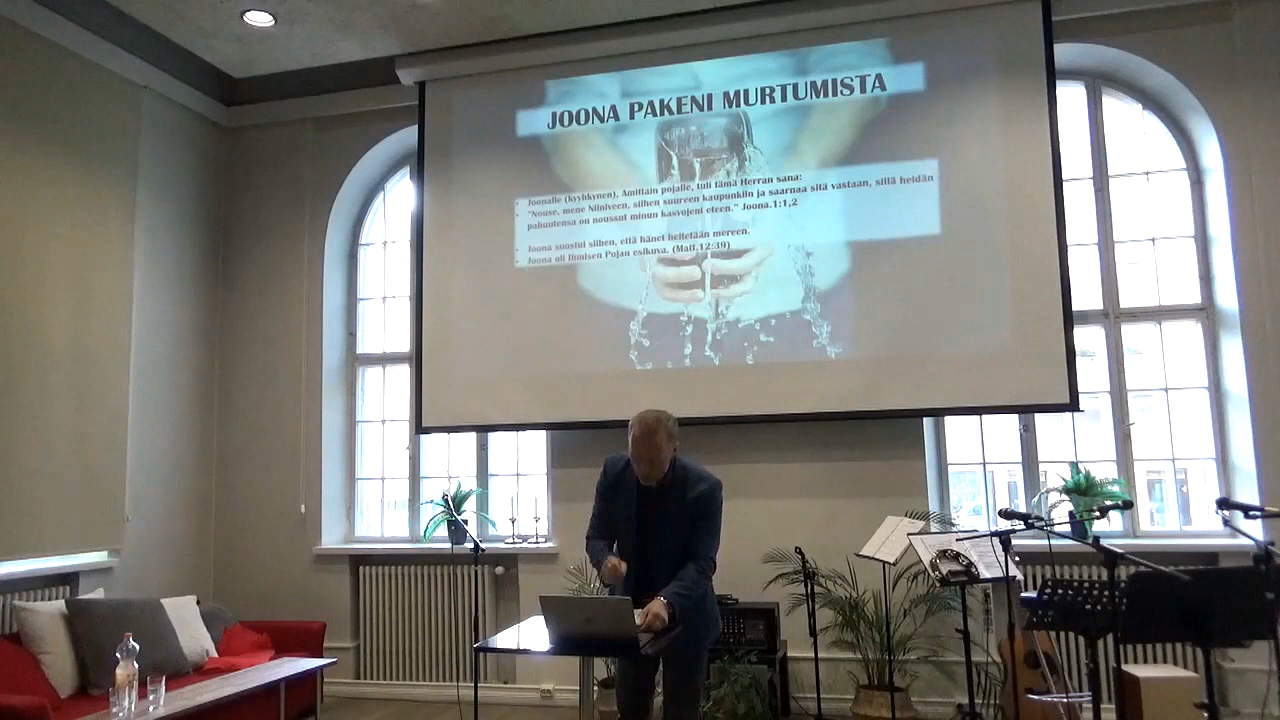 JOONA PAKENI MURTUMISTA
• Joonalle (kyyhkynen), Amittain pojalle, tuli tämä Herran sana:
• "Nouse, mene Niiniveen, siihen suureen kaupunkiin ja saarnaa sitä vastaan, sillä heidän
pahuutensa on noussut minun kasvojeni eteen." Joona.1:1,2
• Joona suostui siihen, että hänet heitetään mereen.
• Joona oli Ihmisen Pojan esikuva. (Matt.12:39)